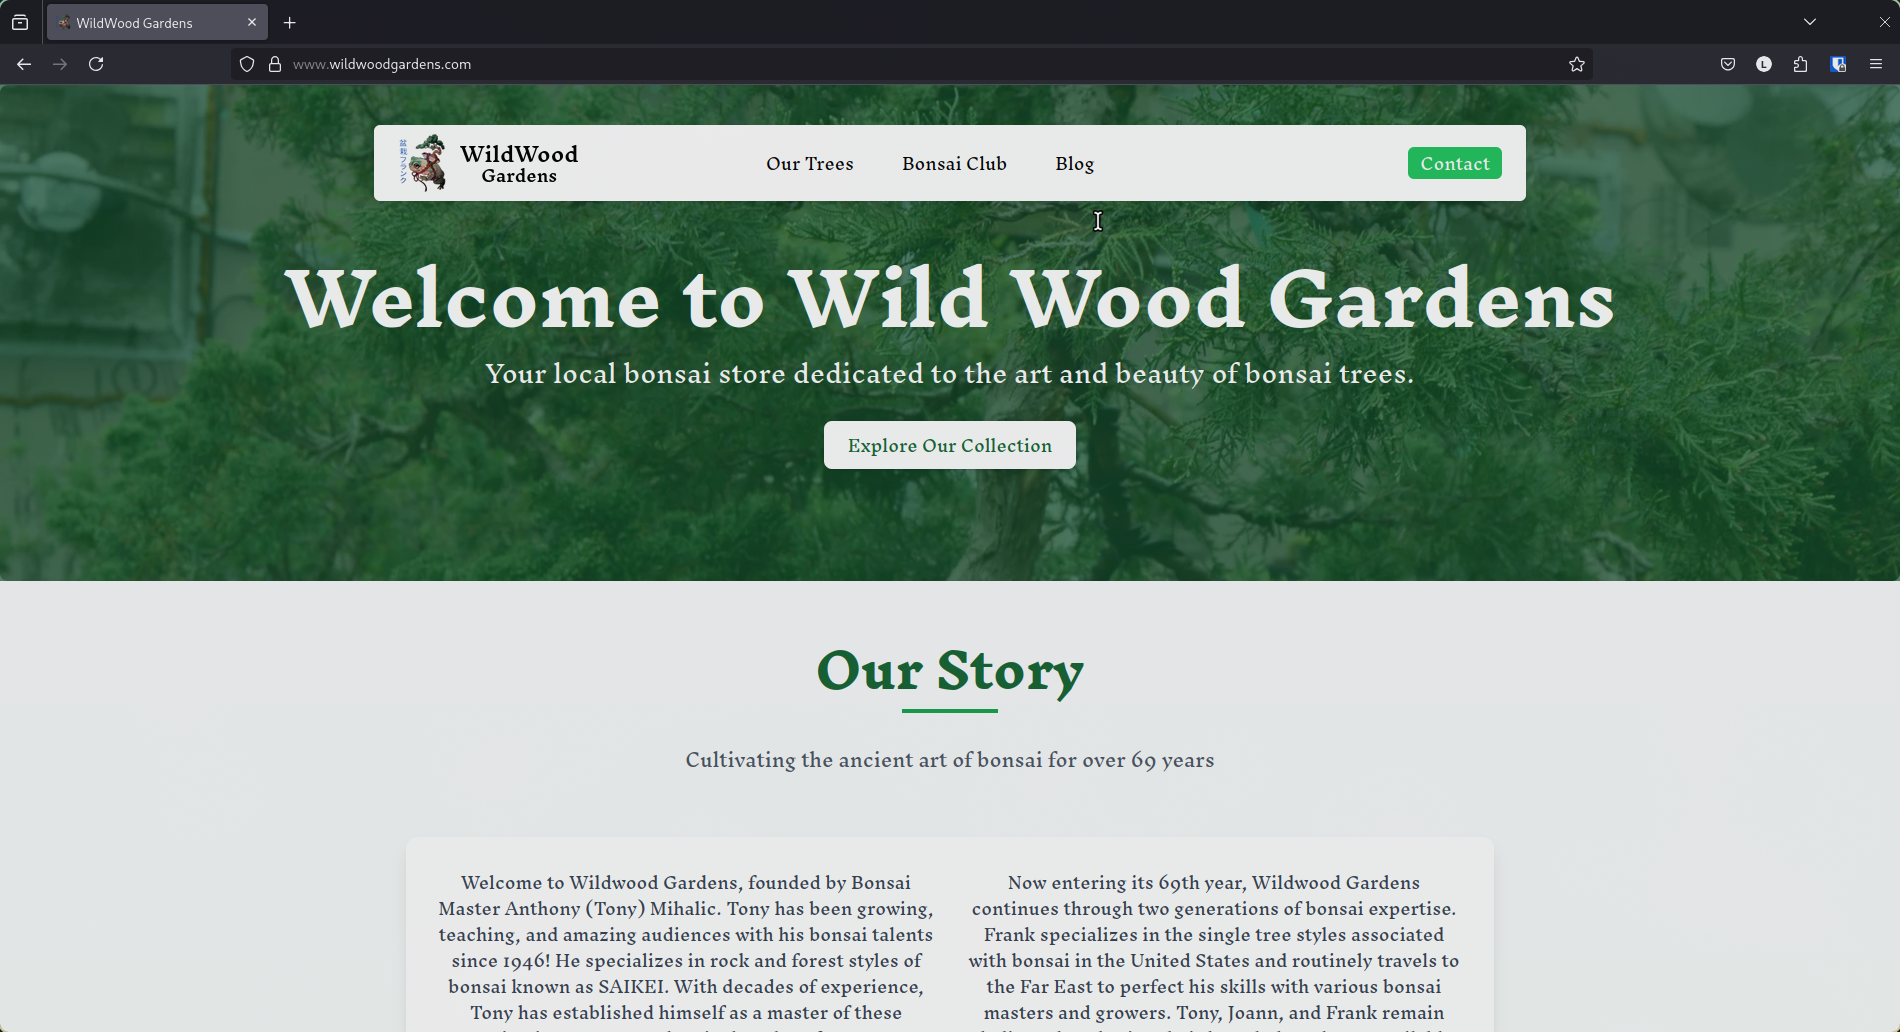 WildWood Gardens
www.wildwoodgardens.com
L
盆栽フランク
WildWood
Gardens
Our Trees
Bonsai Club
Blog
Contact
Welcome to Wild Wood Gardens
Your local bonsai store dedicated to the art and beauty of bonsai trees.
Explore Our Collection
Our Story
Cultivating the ancient art of bonsai for over 69 years
Welcome to Wildwood Gardens, founded by Bonsai
Master Anthony (Tony) Mihalic. Tony has been growing,
teaching, and amazing audiences with his bonsai talents
since 1946! He specializes in rock and forest styles of
bonsai known as SAIKEI. With decades of experience,
Tony has established himself as a master of these
Now entering its 69th year, Wildwood Gardens
continues through two generations of bonsai expertise.
Frank specializes in the single tree styles associated
with bonsai in the United States and routinely travels to
the Far East to perfect his skills with various bonsai
masters and growers. Tony, Joann, and Frank remain